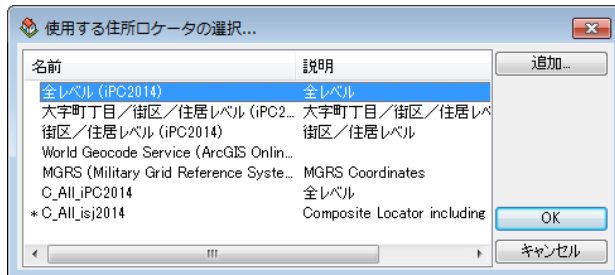 使用する住所ロケータの選択...
名前 説明 追加...
全レベル (iPC2014) 全レベル
大字町丁目／街区／住居レベル (iPC2... 大字町丁目／街区／住居レベ
街区／住居レベル (iPC2014) 街区／住居レベル
World Geocode Service (ArcGIS Onlin...
MGRS (Military Grid Reference Syste... MGRS Coordinates
C_All_iPC2014 全レベル
* C_All_isj2014 Composite Locator including
OK
キャンセル